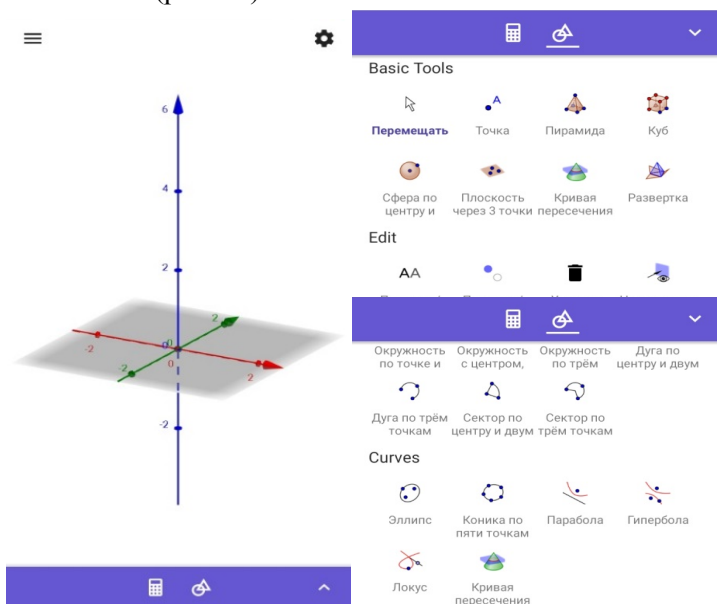 6
4
2
0
0
0
-2
2
-2
2
-2
Basic Tools
Перемещать Точка Пирамида Куб
Сфера по Плоскость Кривая Развертка
центру и через 3 точки пересечения
Edit
AA
Окружность Окружность Окружность Дуга по
по точке и с центром, по трём центру и двум
Дуга по трём Сектор по Сектор по
точкам центру и двум трём точкам
Curves
Эллипс Коника по Парабола Гипербола
пяти точкам
Локус Кривая
пересечения